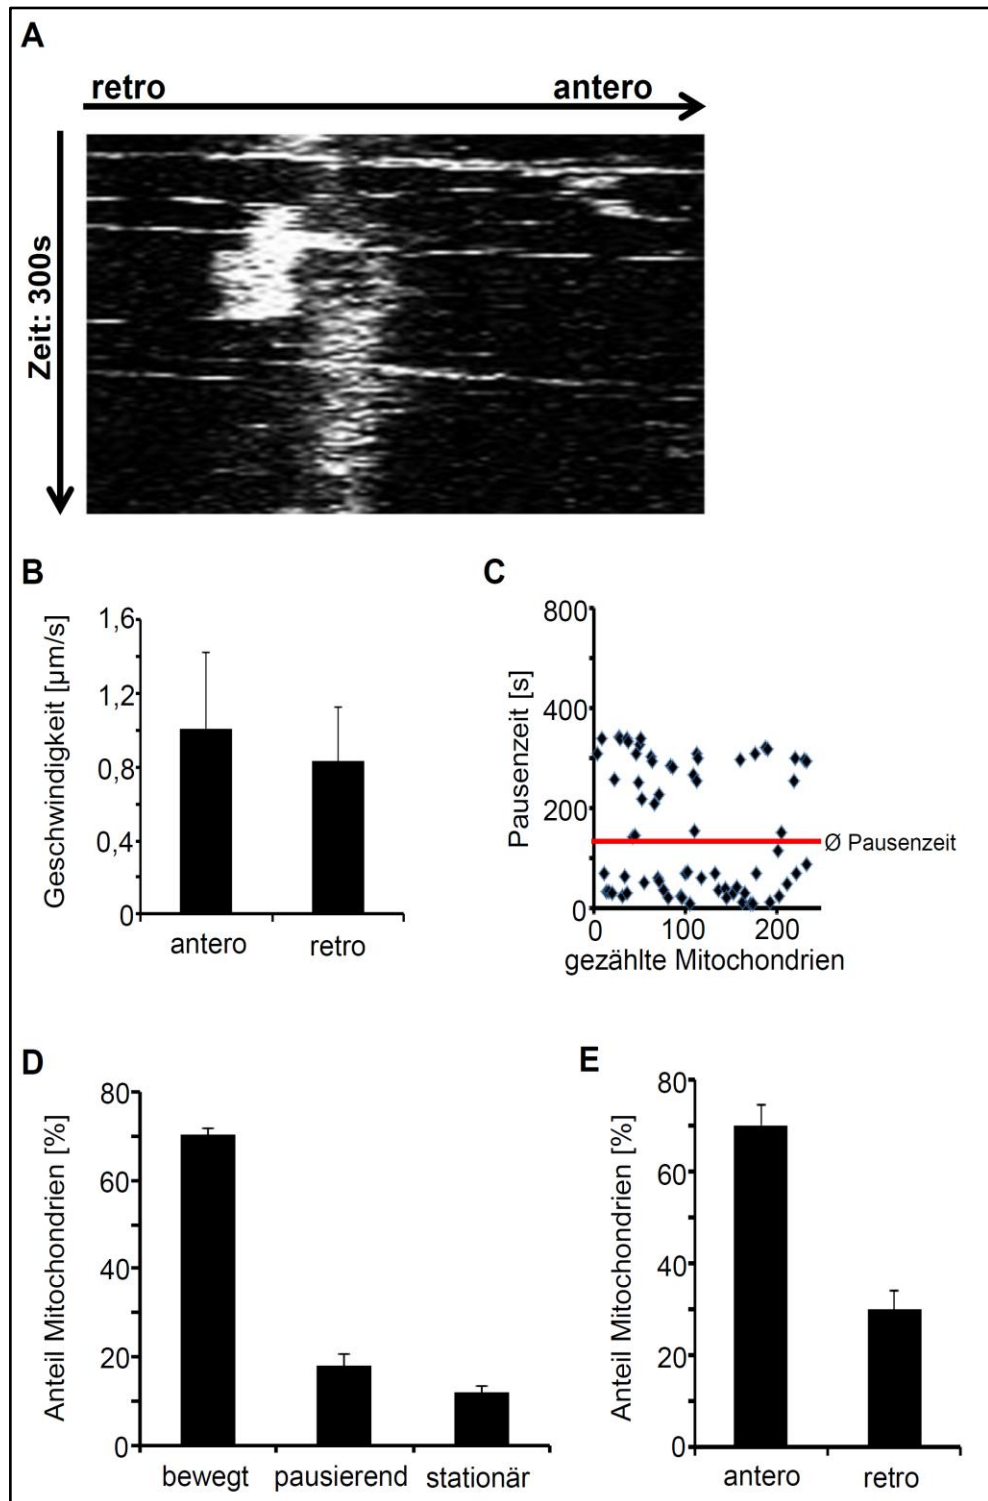 A
retro antero
Zeit: 300s
B
Geschwindigkeit [µm/s]
1,6
1,2
0,8
0,4
0
antero retro
C
Pausenzeit [s]
800
400
200
0
Ø Pausenzeit
0 100 200
gezählte Mitochondrien
D
Anteil Mitochondrien [%]
80
60
40
20
0
bewegt pausierend stationär
E
Anteil Mitochondrien [%]
80
60
40
20
0
antero retro